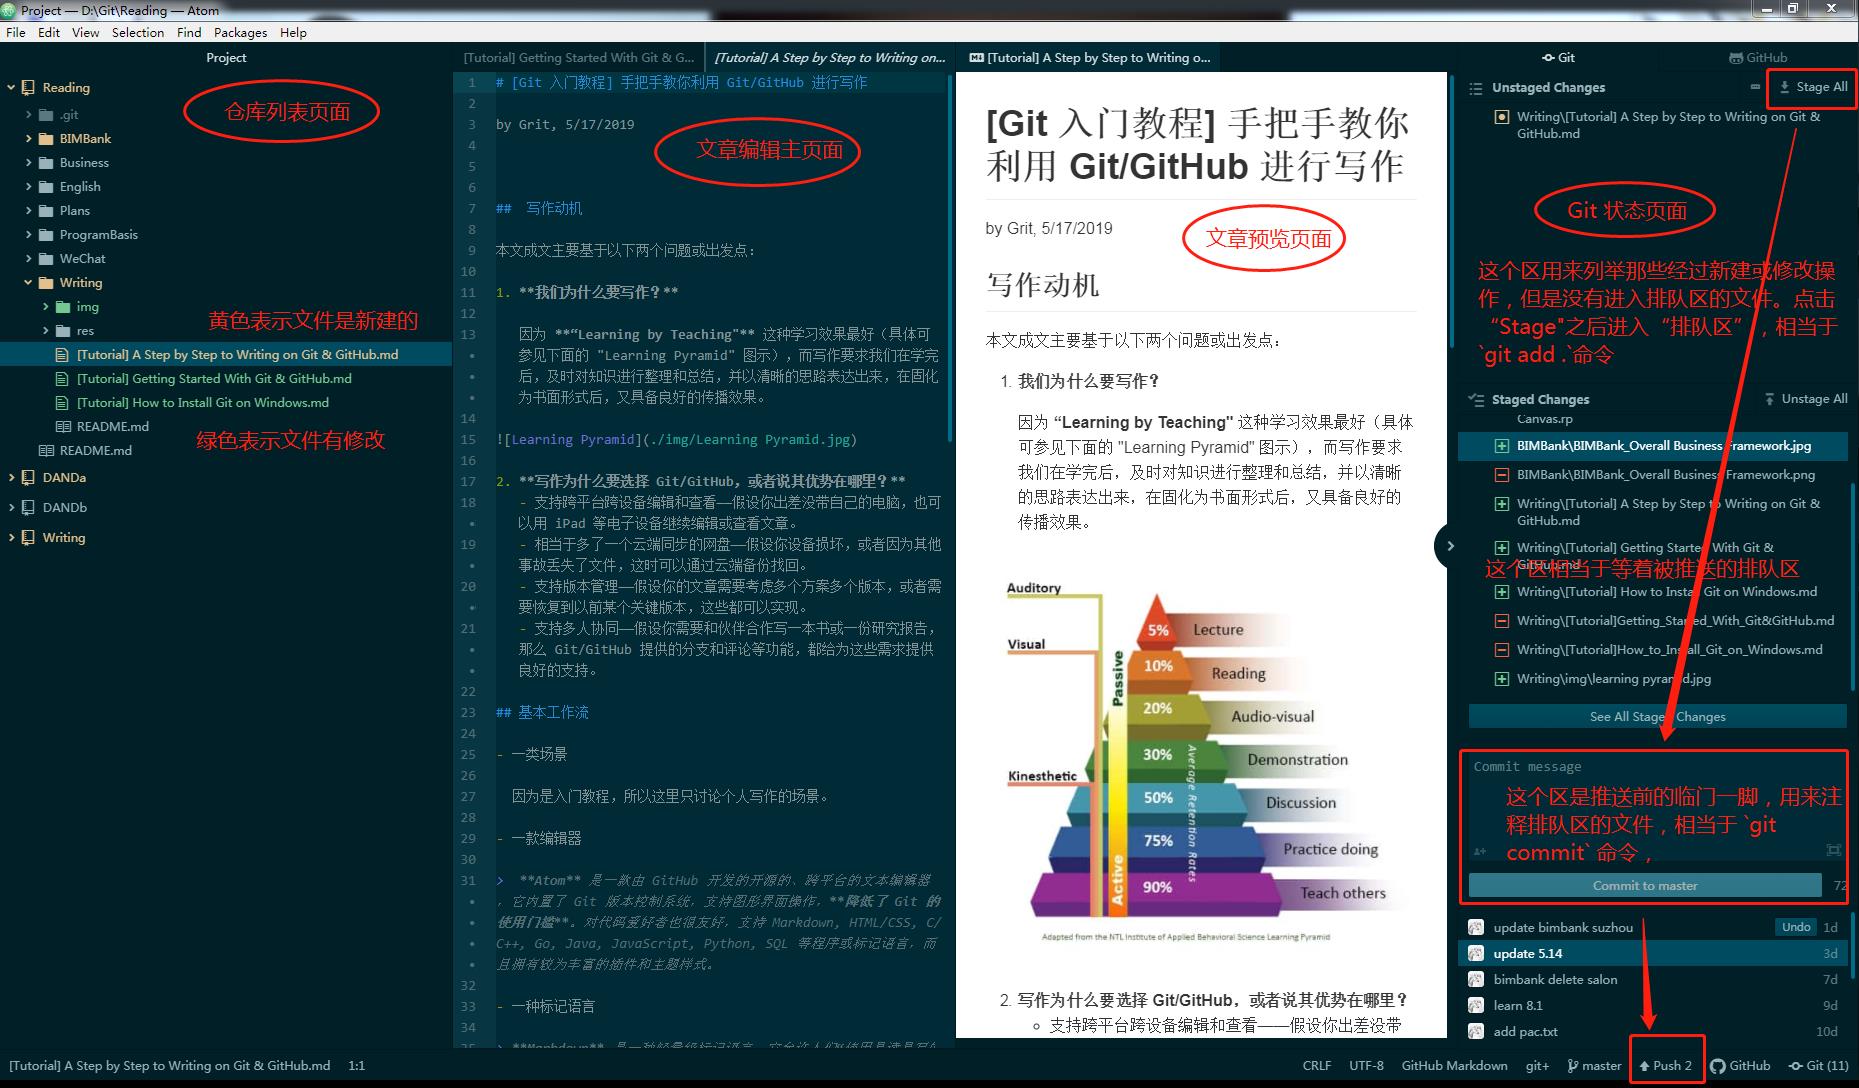 Project — D:\Git\Reading — Atom
File Edit View Selection Find Packages Help
Project
Reading
.git
BIMBank
Business
English
Plans
ProgramBasis
WeChat
Writing
img
res
[Tutorial] A Step by Step to Writing on Git & GitHub.md
[Tutorial] Getting Started With Git & GitHub.md
[Tutorial] How to Install Git on Windows.md
README.md
README.md
DANDa
DANDb
Writing
仓库列表页面
黄色表示文件是新建的
绿色表示文件有修改
[Tutorial] Getting Started With Git & G...
[Tutorial] A Step by Step to Writing on...
1 # [Git 入门教程] 手把手教你利用 Git/GitHub 进行写作
2
3 by Grit, 5/17/2019
4
5
6
7 ## 写作动机
8
9 本文成文主要基于以下两个问题或出发点：
10
11 1. **我们为什么要写作？**
12
13 因为 **“Learning by Teaching"** 这种学习效果最好（具体可
参见下面的 "Learning Pyramid" 图示），而写作要求我们在学完
后，及时对知识进行整理和总结，并以清晰的思路表达出来，在固化
为书面形式后，又具备良好的传播效果。
14
15 ![Learning Pyramid](./img/Learning Pyramid.jpg)
16
17 2. **写作为什么要选择 Git/GitHub，或者说其优势在哪里？**
18 - 支持跨平台跨设备编辑和查看—假设你出差没带自己的电脑，也可
以用 iPad 等电子设备继续编辑或查看文章。
19 - 相当于多了一个云端同步的网盘—假设你设备损坏，或者因为其他
事故丢失了文件，这时可以通过云端备份找回。
20 - 支持版本管理—假设你的文章需要考虑多个方案多个版本，或者需
要恢复到以前某个关键版本，这些都可以实现。
21 - 支持多人协同—假设你需要和伙伴合作写一本书或一份研究报告，
那么 Git/GitHub 提供的分支和评论等功能，都给为这些需求提供
良好的支持。
22
23 ## 基本工作流
24
25 - 一类场景
26
27 因为是入门教程，所以这里只讨论个人写作的场景。
28
29 - 一款编辑器
30
31 > **Atom** 是一款由 GitHub 开发的开源的、跨平台的文本编辑器
，它内置了 Git 版本控制系统，支持图形界面操作，**降低了 Git 的
使用门槛**。对代码爱好者也很友好，支持 Markdown, HTML/CSS, C/
C++, Go, Java, JavaScript, Python, SQL 等程序或标记语言，而
且拥有较为丰富的插件和主题样式。
32
33 - 一种标记语言
34
文章编辑主页面
[Tutorial] A Step by Step to Writing o...
[Git 入门教程] 手把手教你
利用 Git/GitHub 进行写作
by Grit, 5/17/2019
文章预览页面
写作动机
本文成文主要基于以下两个问题或出发点：
1. 我们为什么要写作？
因为 “Learning by Teaching" 这种学习效果最好（具体
可参见下面的 "Learning Pyramid" 图示），而写作要求
我们在学完后，及时对知识进行整理和总结，并以清晰
的思路表达出来，在固化为书面形式后，又具备良好的
传播效果。
Auditory
Visual
Kinesthetic
Passive
Active
Average Retention Rates
5% Lecture
10% Reading
20% Audio-visual
30% Demonstration
50% Discussion
75% Practice doing
90% Teach others
Adapted from the NTL Institute of Applied Behavioral Science Learning Pyramid
2. 写作为什么要选择 Git/GitHub，或者说其优势在哪里？
支持跨平台跨设备编辑和查看——假设你出差没带
Git GitHub
Unstaged Changes Stage All
Writing\[Tutorial] A Step by Step to Writing on Git &
GitHub.md
Git 状态页面
这个区用来列举那些经过新建或修改操
作，但是没有进入排队区的文件。点击
“Stage"之后进入“排队区”，相当于
`git add .`命令
Staged Changes Unstage All
Canvas.rp
BIMBank\BIMBank_Overall Business Framework.jpg
BIMBank\BIMBank_Overall Business Framework.png
Writing\[Tutorial] A Step by Step to Writing on Git &
GitHub.md
Writing\[Tutorial] Getting Started With Git &
GitHub.md
这个区相当于等着被推送的排队区
Writing\[Tutorial] How to Install Git on Windows.md
Writing\[Tutorial]Getting_Started_With_Git&GitHub.md
Writing\[Tutorial]How_to_Install_Git_on_Windows.md
Writing\img\learning pyramid.jpg
See All Staged Changes
Commit message
这个区是推送前的临门一脚，用来注
释排队区的文件，相当于 `git
commit` 命令，
Commit to master 72
update bimbank suzhou Undo 1d
update 5.14 3d
bimbank delete salon 7d
learn 8.1 9d
add pac.txt 10d
[Tutorial] A Step by Step to Writing on Git & GitHub.md 1:1
CRLF UTF-8 GitHub Markdown git+ master Push 2 GitHub Git (11)